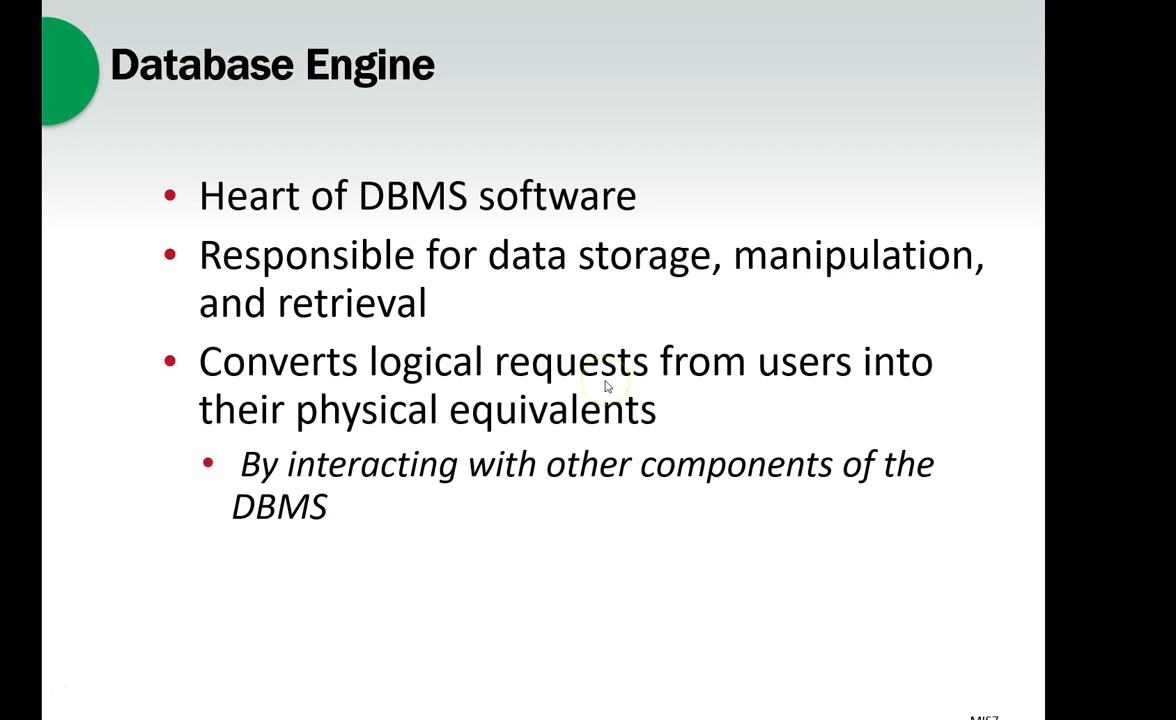 Database Engine
• Heart of DBMS software
• Responsible for data storage, manipulation,
and retrieval
• Converts logical requests from users into
their physical equivalents
• By interacting with other components of the
DBMS